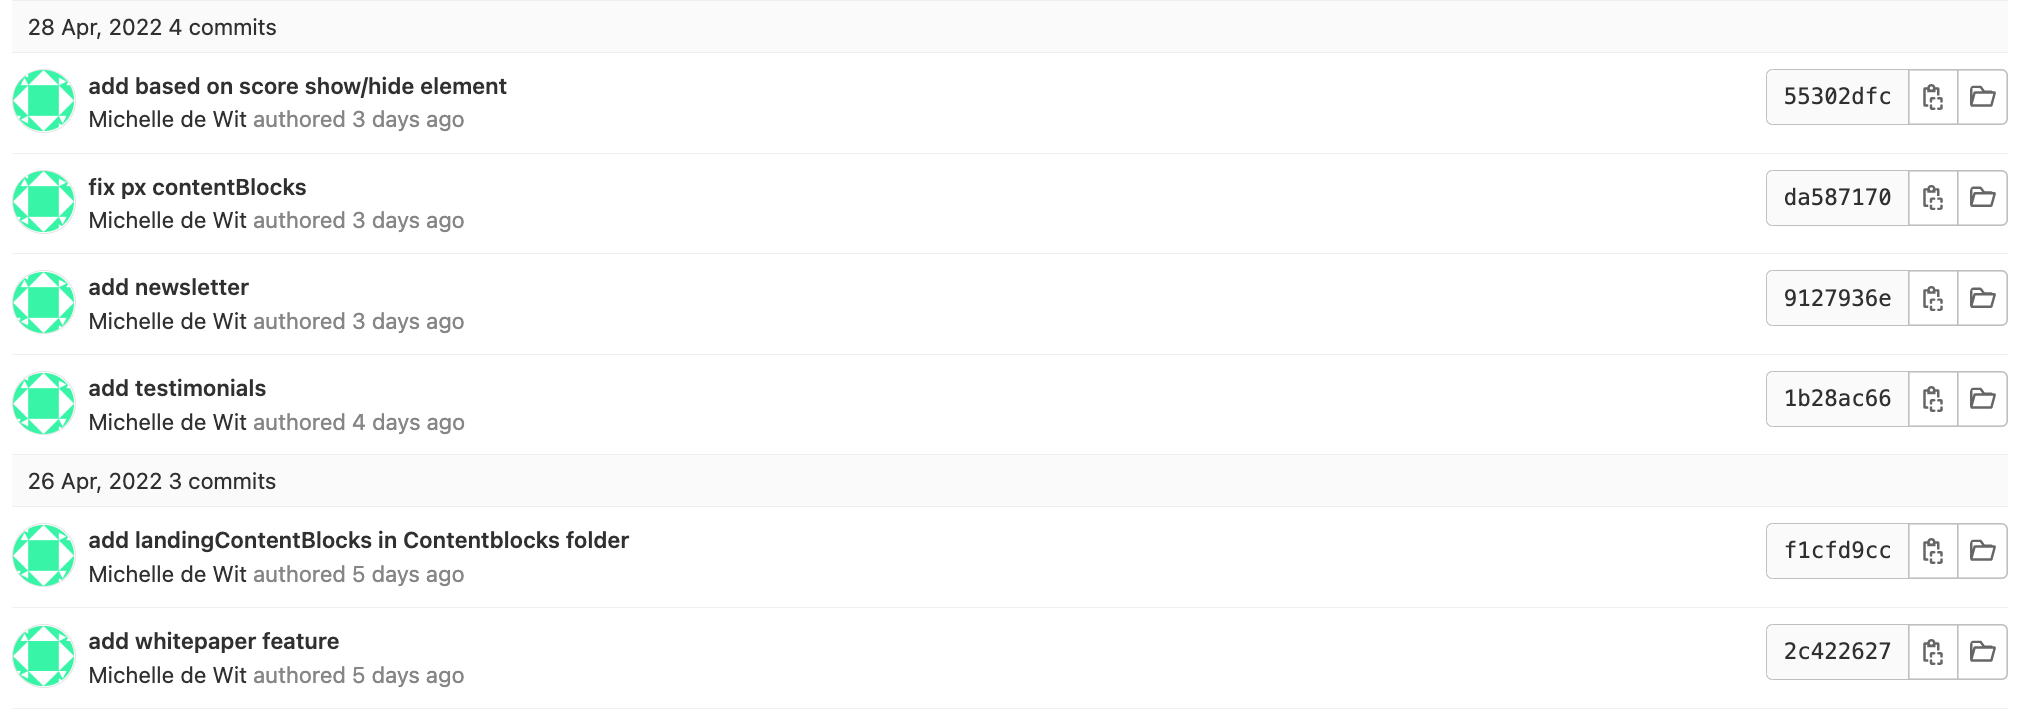 28 Apr, 2022 4 commits
add based on score show/hide element
Michelle de Wit authored 3 days ago
55302dfc
fix px contentBlocks
Michelle de Wit authored 3 days ago
da587170
add newsletter
Michelle de Wit authored 3 days ago
9127936e
add testimonials
Michelle de Wit authored 4 days ago
1b28ac66
26 Apr, 2022 3 commits
add landingContentBlocks in Contentblocks folder
Michelle de Wit authored 5 days ago
f1cfd9cc
add whitepaper feature
Michelle de Wit authored 5 days ago
2c422627